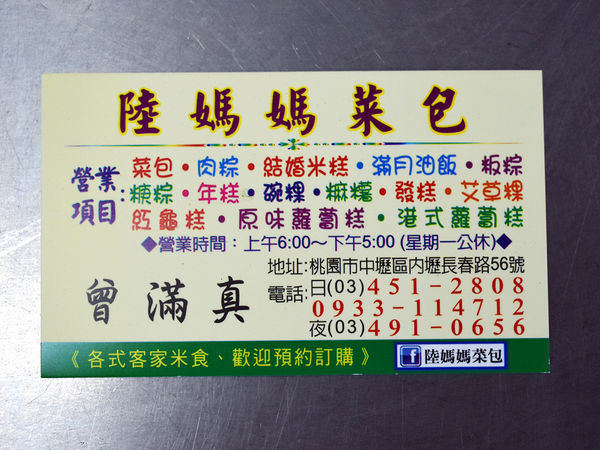 陸媽媽菜包
營業項目:
菜包•肉粽•結婚米糕•滿月油飯•粄粽
粳粽•年糕•碗粿•麻糬•發糕•艾草粿
紅龜糕•原味蘿蔔糕•港式蘿蔔糕
◆營業時間:上午6:00~下午5:00 (星期一公休)◆
地址:桃園市中壢區內壢長春路56號
曾滿真
電話:日(03)451-2808
0933-114712
夜(03)491-0656
《 各式客家米食、歡迎預約訂購 》
f 陸媽媽菜包